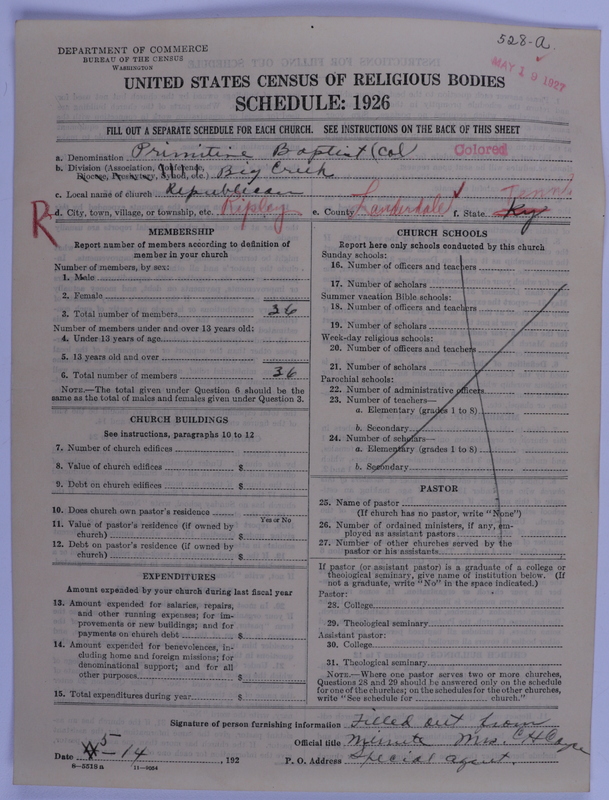 528-a.
DEPARTMENT OF COMMERCE
BUREAU OF THE CENSUS
WASHINGTON
MAY 19 1927
UNITED STATES CENSUS OF RELIGIOUS BODIES
SCHEDULE: 1926
FILL OUT A SEPARATE SCHEDULE FOR EACH CHURCH. SEE INSTRUCTIONS ON THE BACK OF THIS SHEET
a. Denomination Primitive Baptist (Col Colored
b. Division (Association, Conference, Diocese, Presbytery, Synod, etc.) Big Creek
c. Local name of church Republican
R d. City, town, village, or township, etc. Ripley e. County Lauderdale f. State Ky Tenn.
MEMBERSHIP
Report number of members according to definition of
member in your church
Number of members, by sex:
1. Male
2. Female
3. Total number of members 36
Number of members under and over 13 years old:
4. Under 13 years of age
5. 13 years old and over
6. Total number of members 36
NOTE.—The total given under Question 6 should be
same as the total of males and females given under Question 3.
CHURCH BUILDINGS
See instructions, paragraphs 10 to 12
7. Number of church edifices
8. Value of church edifices $
9. Debt on church edifices $
10. Does church own pastor's residence
Yes or No
11. Value of pastor's residence (if owned by
church) $
12. Debt on pastor's residence (if owned by
church) $
EXPENDITURES
Amount expended by your church during last fiscal year
13. Amount expended for salaries, repairs,
and other running expenses; for im-
provements or new buildings; and for
payments on church debt $
14. Amount expended for benevolences, in-
cluding home and foreign missions; for
denominational support; and for all
other purposes $
15. Total expenditures during year $
CHURCH SCHOOLS
Report here only schools conducted by this church
Sunday schools:
16. Number of officers and teachers
17. Number of scholars
Summer vacation Bible schools:
18. Number of officers and teachers
19. Number of scholars
Week-day religious schools:
20. Number of officers and teachers
21. Number of scholars
Parochial schools:
22. Number of administrative officers
23. Number of teachers—
a. Elementary (grades 1 to 8)
b. Secondary
24. Number of scholars—
a. Elementary (grades 1 to 8)
b. Secondary
PASTOR
25. Name of pastor
(If church has no pastor, write "None")
26. Number of ordained ministers, if any, em-
ployed as assistant pastors
27. Number of other churches served by the
pastor or his assistants
If pastor (or assistant pastor) is a graduate of a college or
theological seminary, give name of institution below. (If
not a graduate, write "No" in the space indicated.)
Pastor:
28. College
29. Theological seminary
Assistant pastor:
30. College
31. Theological seminary
NOTE.—Where one pastor serves two or more churches,
Questions 28 and 29 should be answered only on the schedule
for one of the churches; on the schedules for the other churches,
write "See schedule for church."
Signature of person furnishing information Filled out from
Official title Minute Mrs. C H
Date 5-14, 192 P. O. Address Special agent.
8-5518a 11-9054